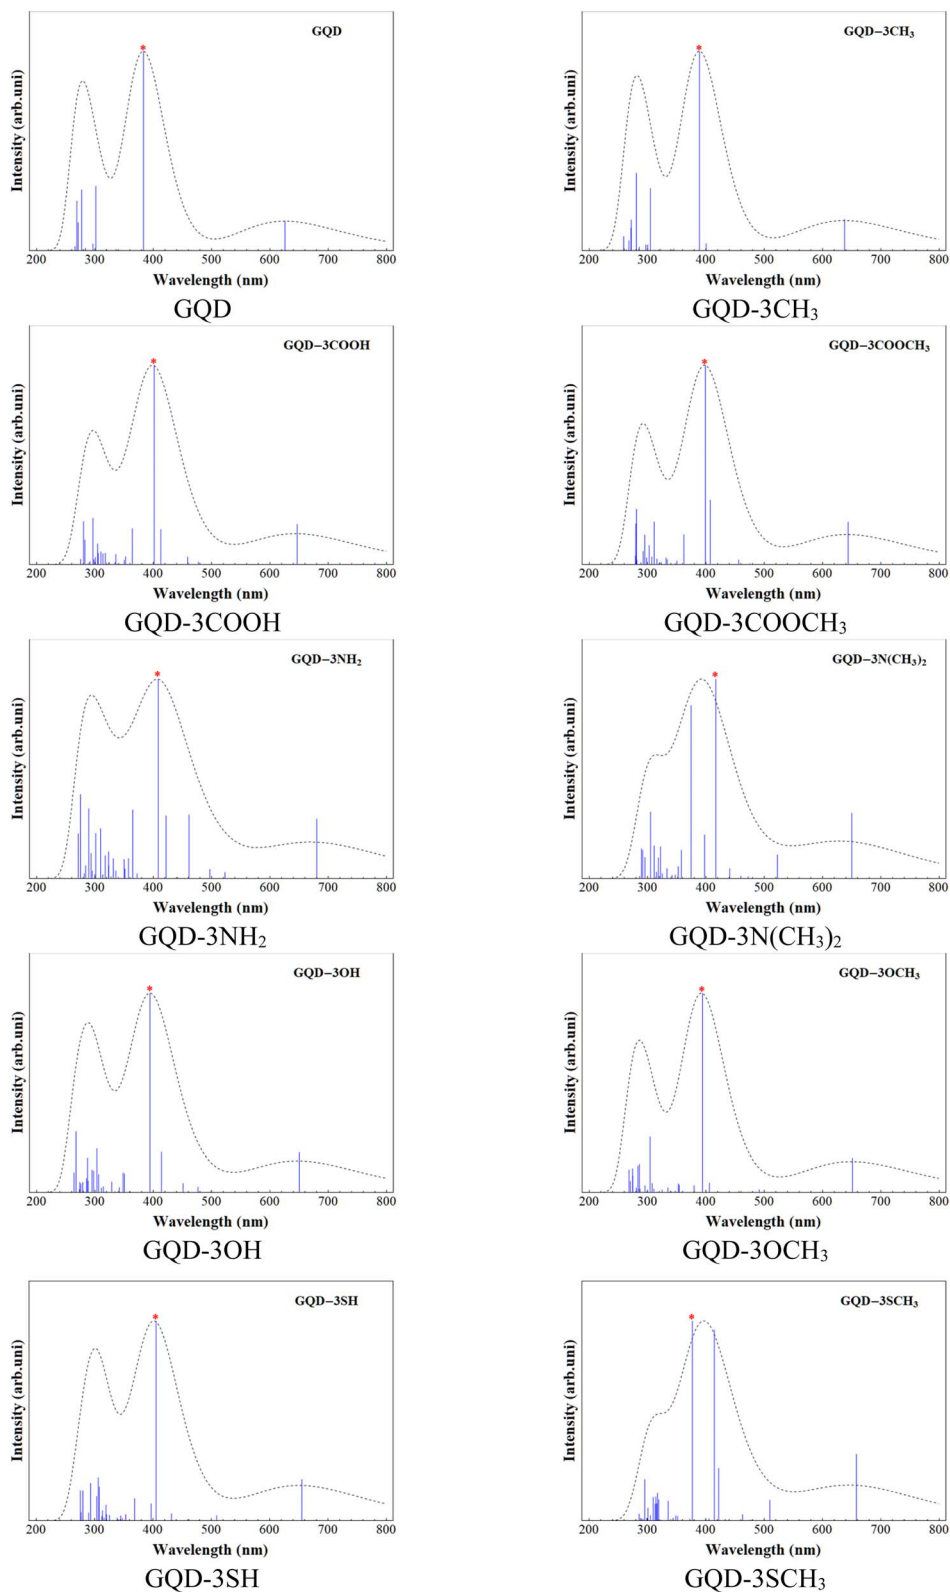 GQD
Intensity (arb.uni)
200 300 400 500 600 700 800
Wavelength (nm)
GQD
GQD–3CH₃
Intensity (arb.uni)
200 300 400 500 600 700 800
Wavelength (nm)
GQD-3CH₃
GQD–3COOH
Intensity (arb.uni)
200 300 400 500 600 700 800
Wavelength (nm)
GQD-3COOH
GQD–3COOCH₃
Intensity (arb.uni)
200 300 400 500 600 700 800
Wavelength (nm)
GQD-3COOCH₃
GQD–3NH₂
Intensity (arb.uni)
200 300 400 500 600 700 800
Wavelength (nm)
GQD-3NH₂
GQD–3N(CH₃)₂
Intensity (arb.uni)
200 300 400 500 600 700 800
Wavelength (nm)
GQD-3N(CH₃)₂
GQD–3OH
Intensity (arb.uni)
200 300 400 500 600 700 800
Wavelength (nm)
GQD-3OH
GQD–3OCH₃
Intensity (arb.uni)
200 300 400 500 600 700 800
Wavelength (nm)
GQD-3OCH₃
GQD–3SH
Intensity (arb.uni)
200 300 400 500 600 700 800
Wavelength (nm)
GQD-3SH
GQD–3SCH₃
Intensity (arb.uni)
200 300 400 500 600 700 800
Wavelength (nm)
GQD-3SCH₃